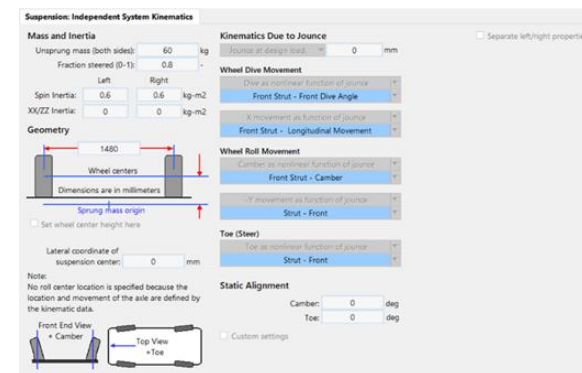 Suspension: Independent System Kinematics
Mass and Inertia
Unsprung mass (both sides): 60 kg
Fraction steered (0-1): 0.8 -
Left Right
Spin Inertia: 0.6 0.6 kg-m2
XX/ZZ Inertia: 0 0 kg-m2
Geometry
1480
Wheel centers
Dimensions are in millimeters
Sprung mass origin
Set wheel center height here
Lateral coordinate of
suspension center: 0 mm
Note:
No roll center location is specified because the
location and movement of the axle are defined by
the kinematic data.
Front End View
+ Camber
Top View
+Toe
Kinematics Due to Jounce
Jounce at design load: 0 mm
Wheel Dive Movement
Dive as nonlinear function of jounce
Front Strut - Front Dive Angle
X movement as function of jounce
Front Strut - Longitudinal Movement
Wheel Roll Movement
Camber as nonlinear function of jounce
Front Strut - Camber
-Y movement as function of jounce
Strut - Front
Toe (Steer)
Toe as nonlinear function of jounce
Strut - Front
Static Alignment
Camber: 0 deg
Toe: 0 deg
Custom settings
Separate left/right properti